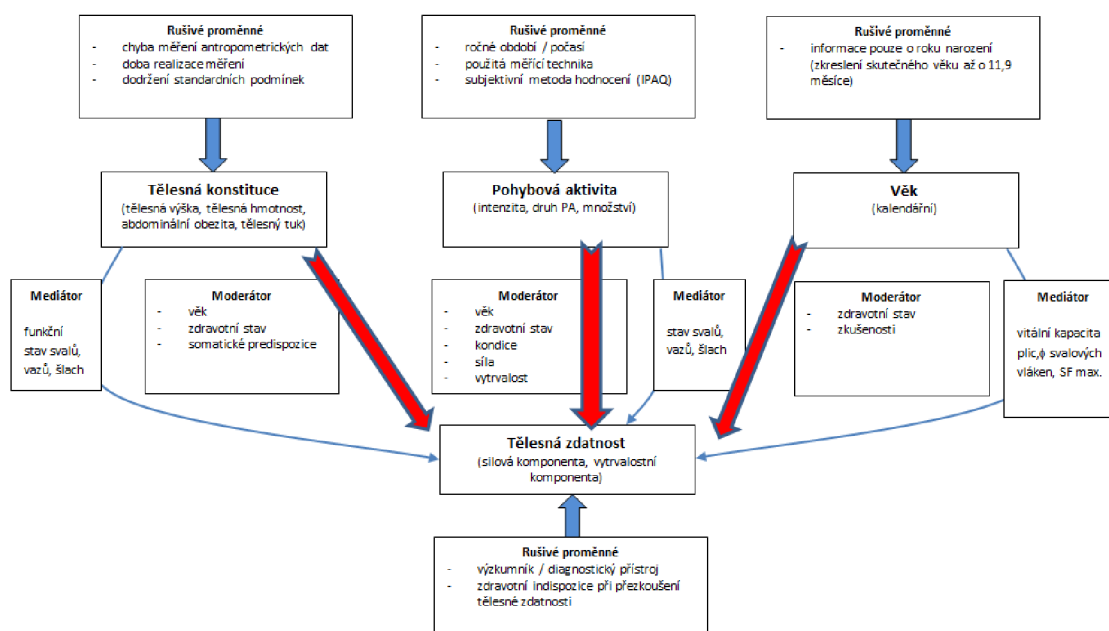 Rušivé proměnné
- chyba měření antropometrických dat
- doba realizace měření
- dodržení standardních podmínek
Rušivé proměnné
- ročné období / počasí
- použitá měřící technika
- subjektivní metoda hodnocení (IPAQ)
Rušivé proměnné
- informace pouze o roku narození
(zkreslení skutečného věku až o 11,9
měsíce)
Tělesná konstituce
(tělesná výška, tělesná hmotnost,
abdominální obezita, tělesný tuk)
Pohybová aktivita
(intenzita, druh PA, množství)
Věk
(kalendářní)
Mediátor
funkční
stav svalů,
vazů, šlach
Moderátor
- věk
- zdravotní stav
- somatické predispozice
Moderátor
- věk
- zdravotní stav
- kondice
- síla
- vytrvalost
Mediátor
stav svalů,
vazů, šlach
Moderátor
- zdravotní stav
- zkušenosti
Mediátor
vitální kapacita
plic,ϕ svalových
vláken, SF max.
Tělesná zdatnost
(silová komponenta, vytrvalostní
komponenta)
Rušivé proměnné
- výzkumník / diagnostický přístroj
- zdravotní indispozice při přezkoušení
tělesné zdatnosti